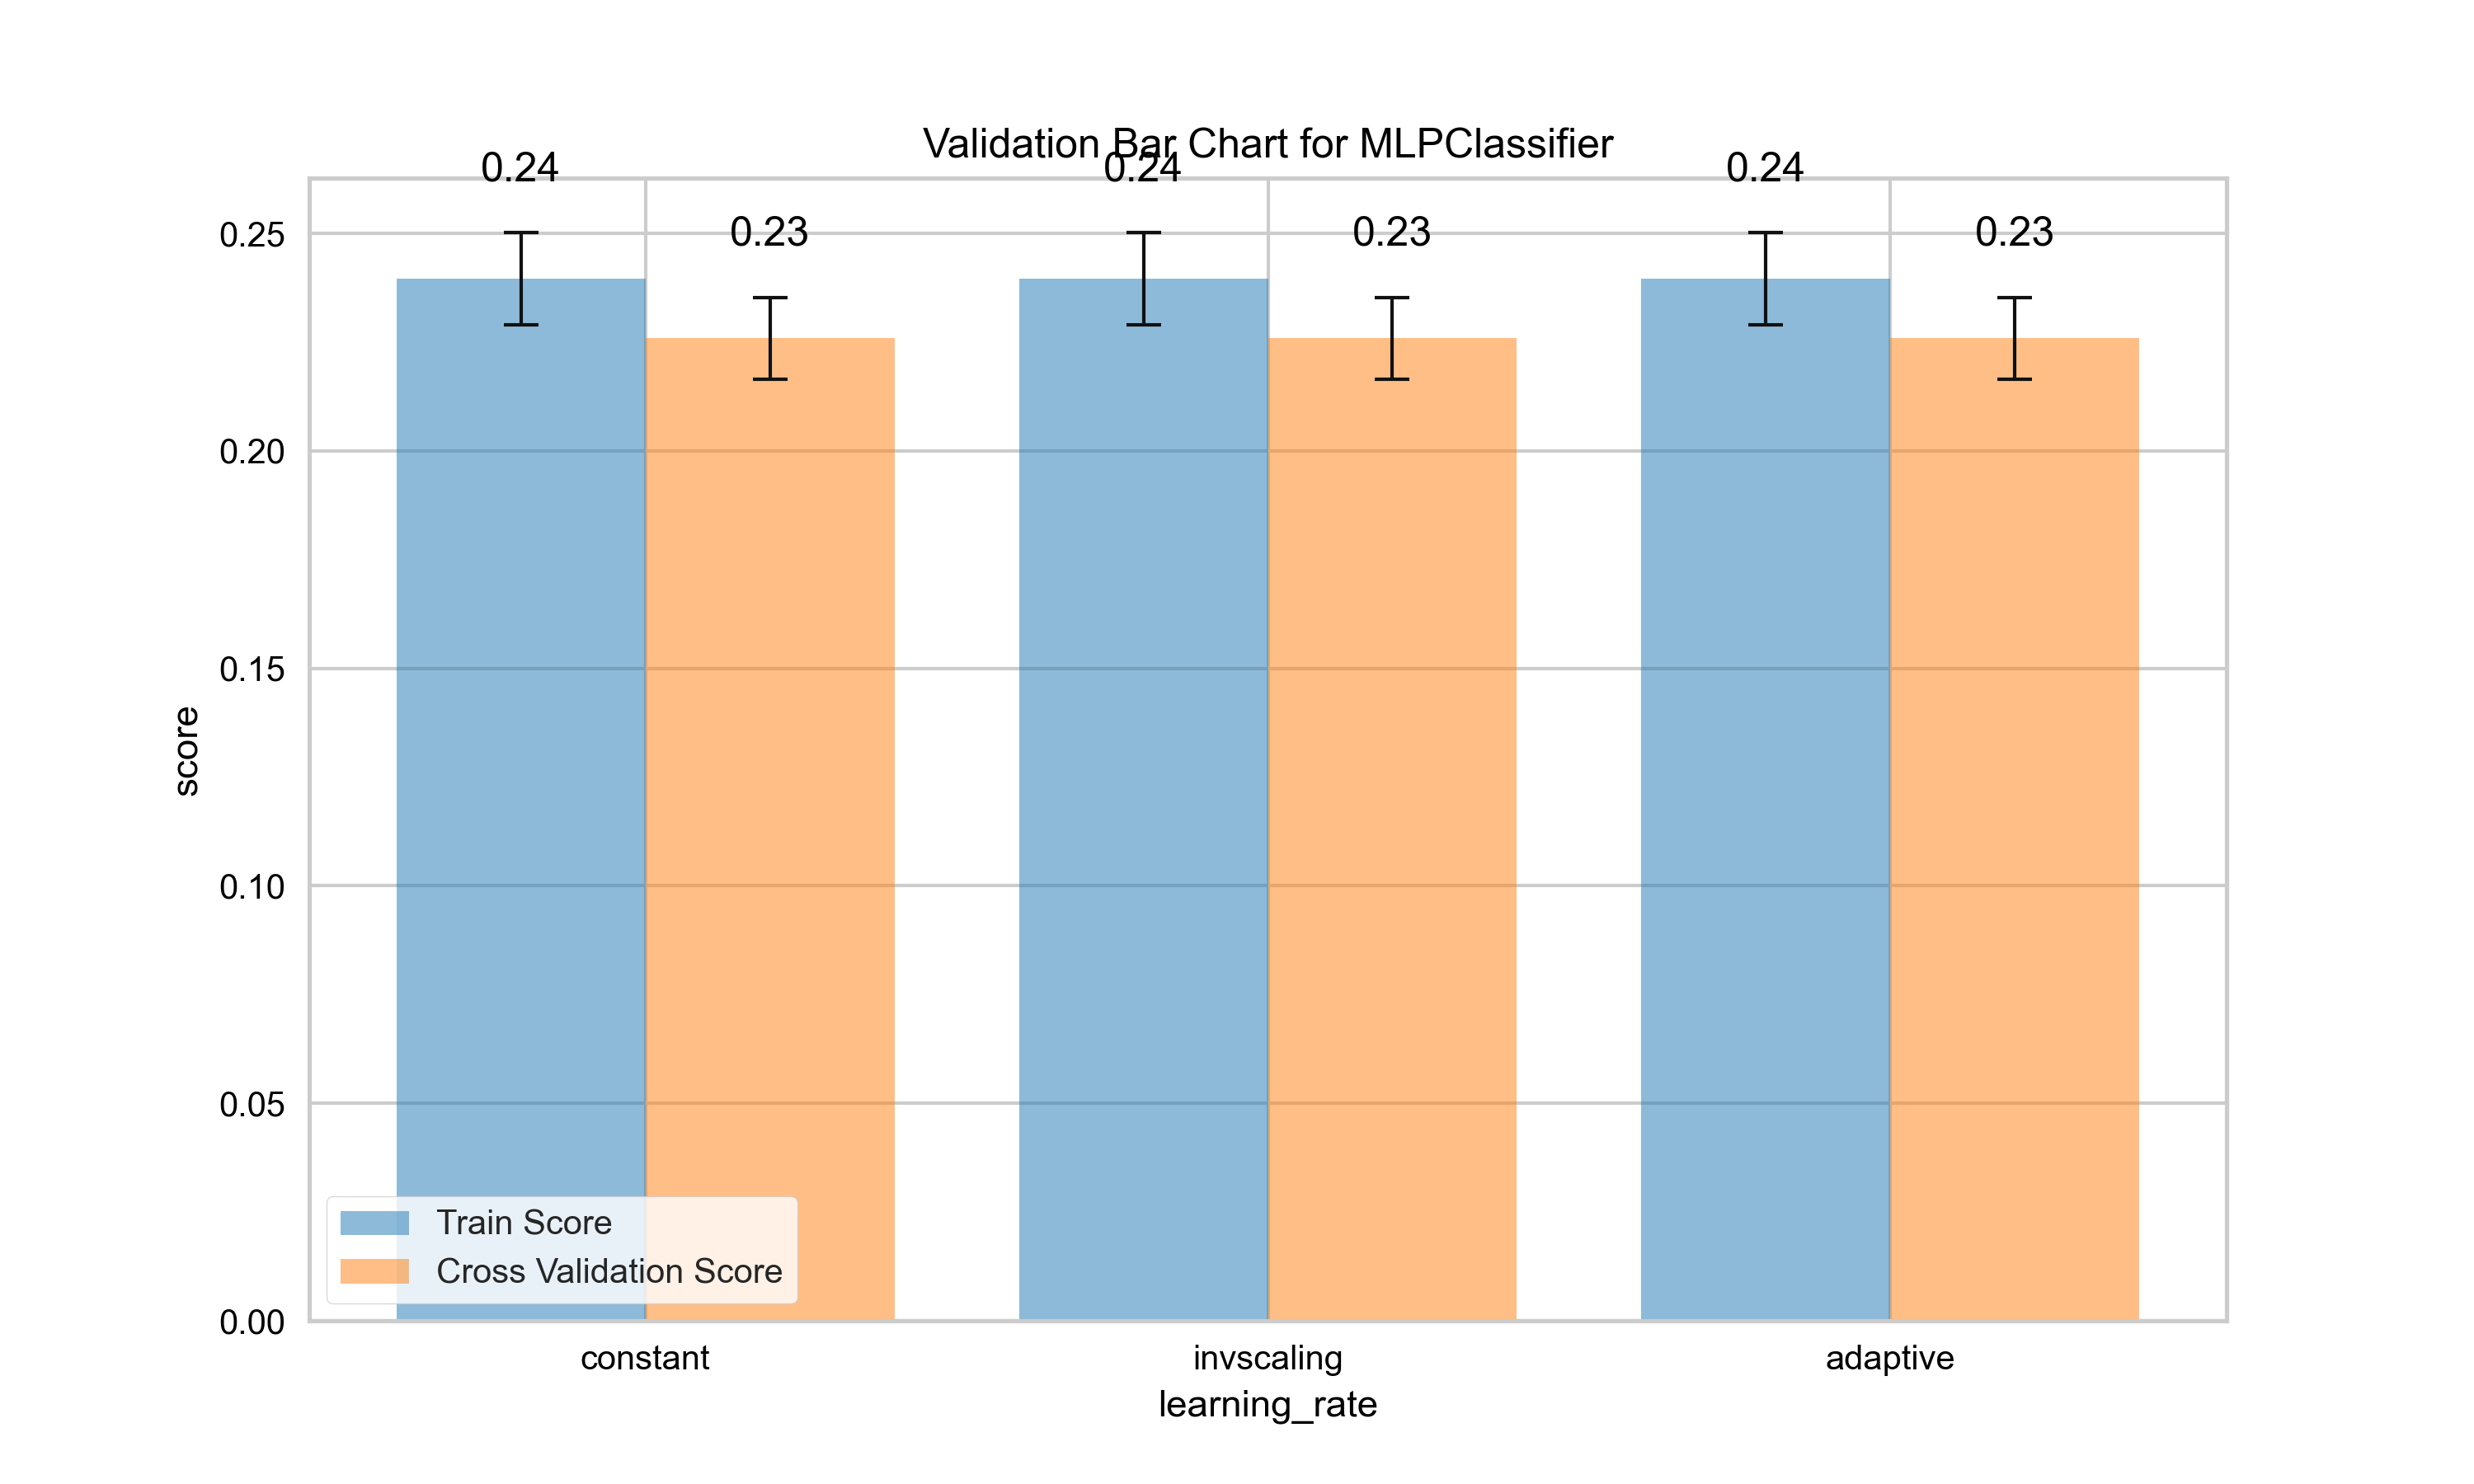 Validation Bar Chart for MLPClassifier
0.24
0.24
0.24
0.23
0.23
0.23
0.25
0.20
0.15
0.10
0.05
0.00
score
Train Score
Cross Validation Score
constant
invscaling
adaptive
learning_rate